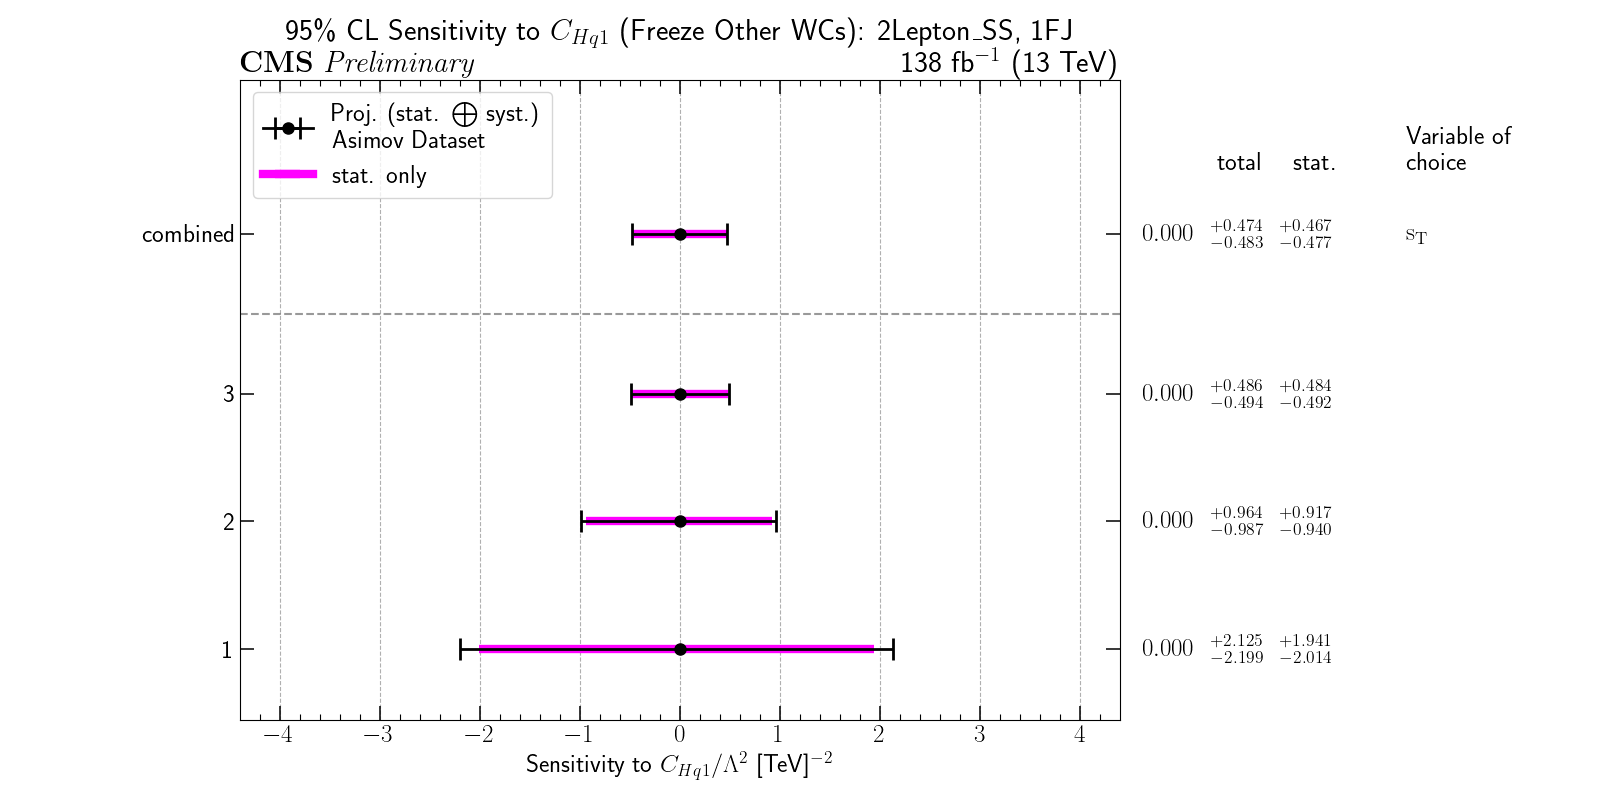 95% CL Sensitivity to C_Hq1 (Freeze Other WCs): 2Lepton_SS, 1FJ
CMS Preliminary 138 fb⁻¹ (13 TeV)
Proj. (stat. ⨁ syst.)
Asimov Dataset
stat. only
Variable of
total stat. choice
combined 0.000 +0.474 −0.483 +0.467 −0.477 s_T
3 0.000 +0.486 −0.494 +0.484 −0.492
2 0.000 +0.964 −0.987 +0.917 −0.940
1 0.000 +2.125 −2.199 +1.941 −2.014
−4 −3 −2 −1 0 1 2 3 4
Sensitivity to C_Hq1/Λ² [TeV]⁻²